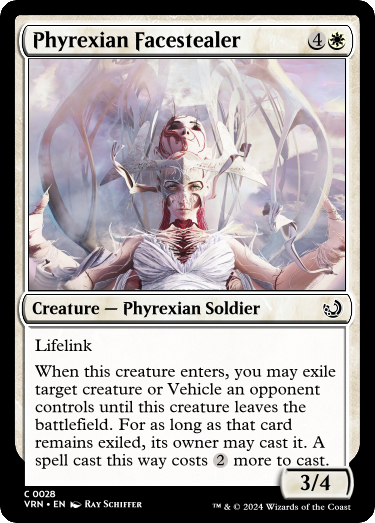 Phyrexian Facestealer 4
Creature — Phyrexian Soldier
Lifelink
When this creature enters, you may exile
target creature or Vehicle an opponent
controls until this creature leaves the
battlefield. For as long as that card
remains exiled, its owner may cast it. A
spell cast this way costs 2 more to cast.
3/4
C 0028
VRN • EN Ray Schiffer
™ & © 2024 Wizards of the Coast